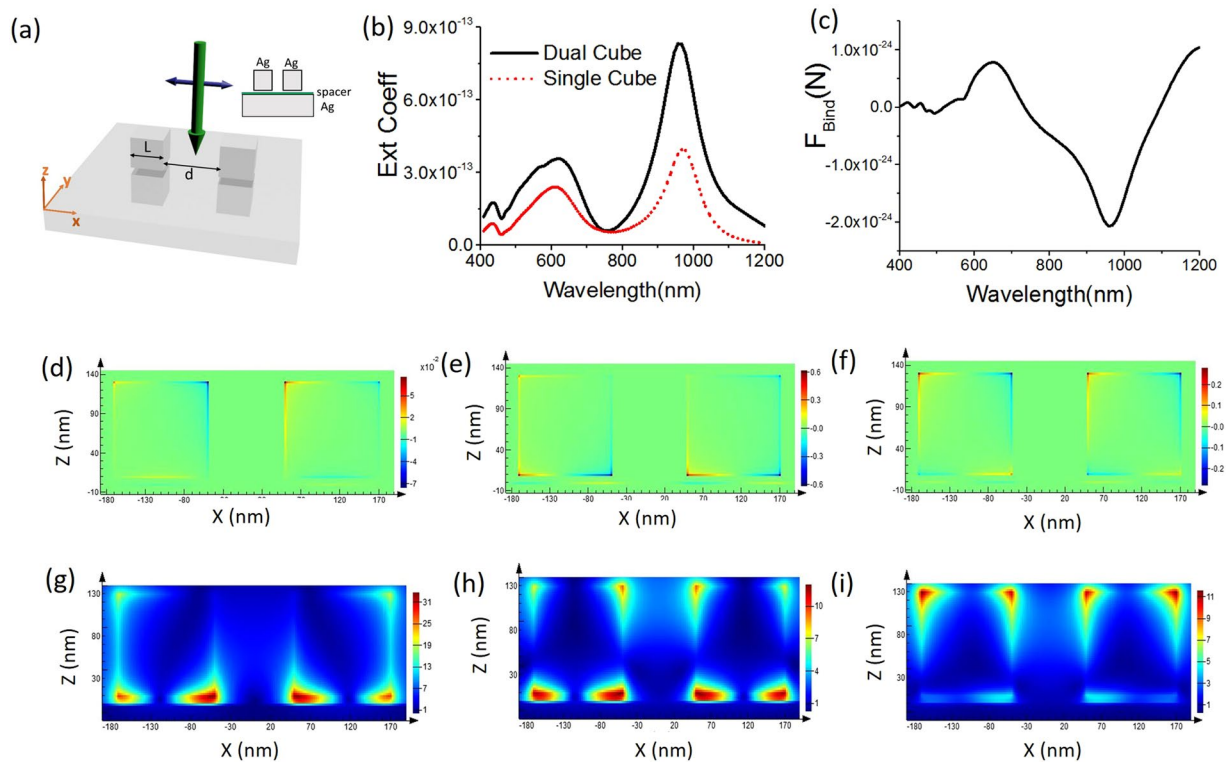 (a)
Ag Ag
spacer
Ag
L
d
z
y
x
(b)
9.0x10⁻¹³
6.0x10⁻¹³
3.0x10⁻¹³
0.0
Ext Coeff
Dual Cube
Single Cube
400 600 800 1000 1200
Wavelength(nm)
(c)
1.0x10⁻²⁴
0.0
-1.0x10⁻²⁴
-2.0x10⁻²⁴
F_Bind(N)
400 500 600 700 800 900 1000 1200
Wavelength(nm)
(d)
x10⁻²
140
90
40
-10
Z (nm)
-180 -130 -80 120 170
X (nm)
5
2
-1
-4
-7
(e)
140
90
40
-10
Z (nm)
-180 -130 -80 -30 20 70 120 170
X (nm)
0.6
0.3
-0.0
-0.3
-0.6
(f)
140
90
40
-10
Z (nm)
-180 -130 -80 -30 20 70 120 170
X (nm)
0.2
0.1
0.0
-0.1
-0.2
(g)
130
80
30
Z (nm)
-180 -130 -80 -30 20 70 120 170
X (nm)
31
25
19
13
7
1
(h)
130
80
30
Z (nm)
-180 -130 -80 -30 20 70 120 170
X (nm)
10
7
4
1
(i)
130
80
30
Z (nm)
-180 -130 -80 -30 20 70 120 170
X (nm)
11
9
7
5
3
1